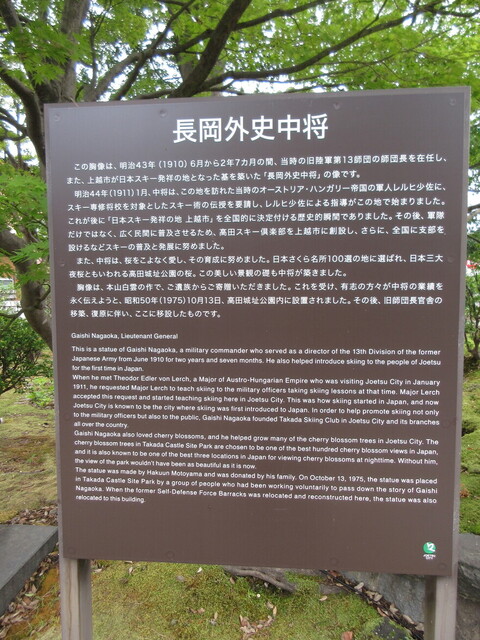 長岡外史中将
この胸像は、明治43年（1910）6月から2年7カ月の間、当時の旧陸軍第13師団の師団長を在任し、
また、上越市が日本スキー発祥の地となった基を築いた「長岡外史中将」の像です。
明治44年（1911）1月、中将は、この地を訪れた当時のオーストリア・ハンガリー帝国の軍人レルヒ少佐に、
スキー専修将校を対象としたスキー術の伝授を要請し、レルヒ少佐による指導がこの地で始まりました。
これが後に「日本スキー発祥の地 上越市」を全国的に決定付ける歴史的瞬間でありました。その後、軍隊
だけではなく、広く民間に普及させるため、高田スキー倶楽部を上越市に創設し、さらに、全国に支部を
設けるなどスキーの普及と発展に努めました。
また、中将は、桜をこよなく愛し、その育成に努めました。日本さくら名所100選の地に選ばれ、日本三大
夜桜ともいわれる高田城址公園の桜。この美しい景観の礎も中将が築きました。
胸像は、本山白雲の作で、ご遺族からご寄贈いただきました。これを受け、有志の方々が中将の業績を
永く伝えようと、昭和50年（1975）10月13日、高田城址公園内に設置されました。その後、旧師団長官舎の
移築、復原に伴い、ここに移設したものです。
Gaishi Nagaoka, Lieutenant General
This is a statue of Gaishi Nagaoka, a military commander who served as a director of the 13th Division of the former
Japanese Army from June 1910 for two years and seven months. He also helped introduce skiing to the people of Joetsu
for the first time in Japan.
When he met Theodor Edler von Lerch, a Major of Austro-Hungarian Empire who was visiting Joetsu City in January
1911, he requested Major Lerch to teach skiing to the military officers taking skiing lessons at that time. Major Lerch
accepted this request and started teaching skiing here in Joetsu City. This was how skiing started in Japan, and now
Joetsu City is known to be the city where skiing was first introduced to Japan. In order to help promote skiing not only
to the military officers but also to the public, Gaishi Nagaoka founded Takada Skiing Club in Joetsu City and its branches
all over the country.
Gaishi Nagaoka also loved cherry blossoms, and he helped grow many of the cherry blossom trees in Joetsu City. The
cherry blossom trees in Takada Castle Site Park are chosen to be one of the best hundred cherry blossom views in Japan,
and it is also known to be one of the best three locations in Japan for viewing cherry blossoms at nighttime. Without him,
the view of the park wouldn't have been as beautiful as it is now.
The statue was made by Hakuun Motoyama and was donated by his family. On October 13, 1975, the statue was placed
in Takada Castle Site Park by a group of people who had been working voluntarily to pass down the story of Gaishi
Nagaoka. When the former Self-Defense Force Barracks was relocated and reconstructed here, the statue was also
relocated to this building.